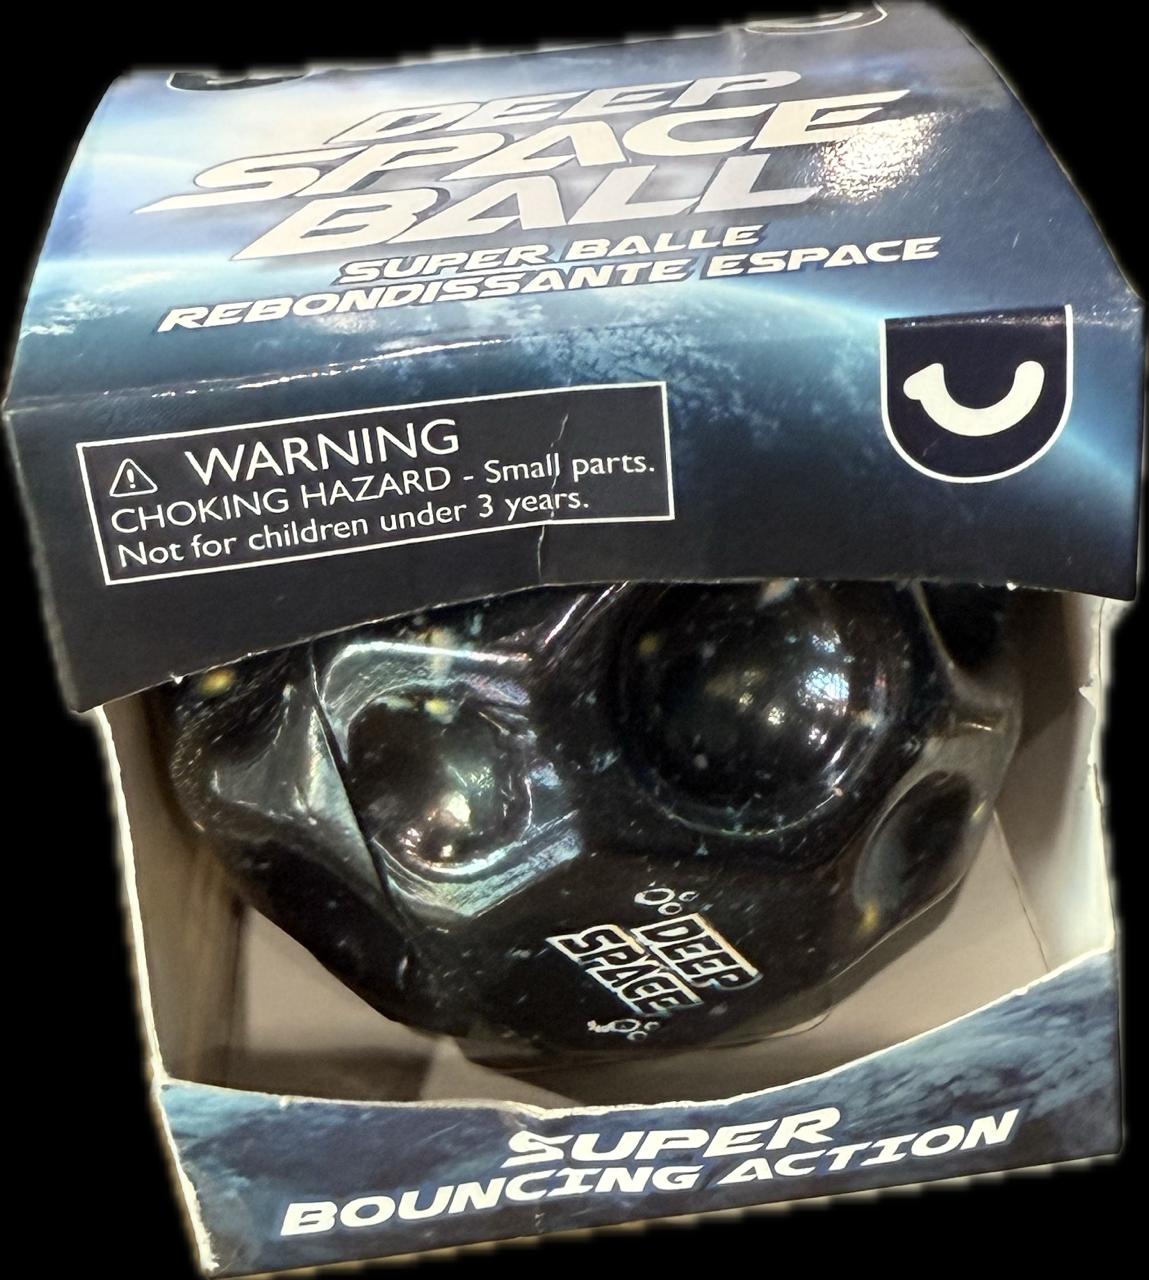 DEEP
SPACE
BALL
SUPER BALLE
REBONDISSANTE ESPACE
WARNING
CHOKING HAZARD - Small parts.
Not for children under 3 years.
DEEP
SPACE
SUPER
BOUNCING ACTION